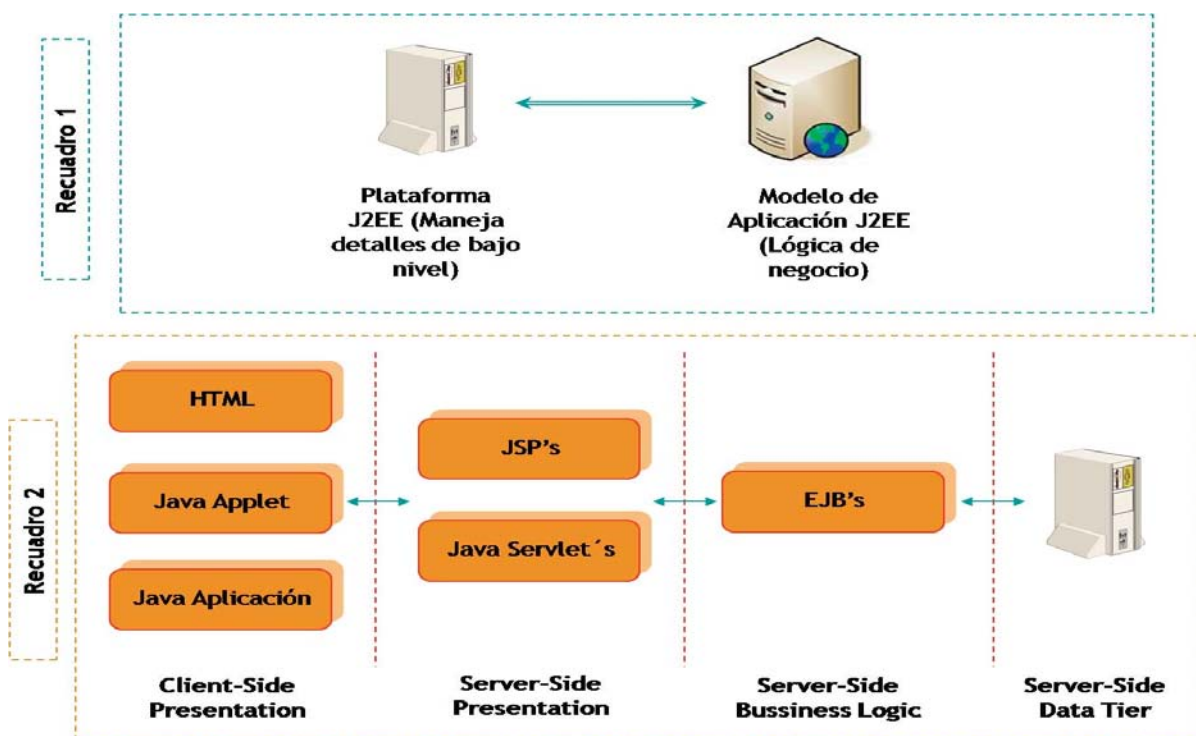 Recuadro 1
Plataforma
J2EE (Maneja
detalles de bajo
nivel)
Modelo de
Aplicación J2EE
(Lógica de
negocio)
Recuadro 2
HTML
Java Applet
Java Aplicación
JSP's
Java Servlet´s
EJB's
Client-Side
Presentation
Server-Side
Presentation
Server-Side
Bussiness Logic
Server-Side
Data Tier